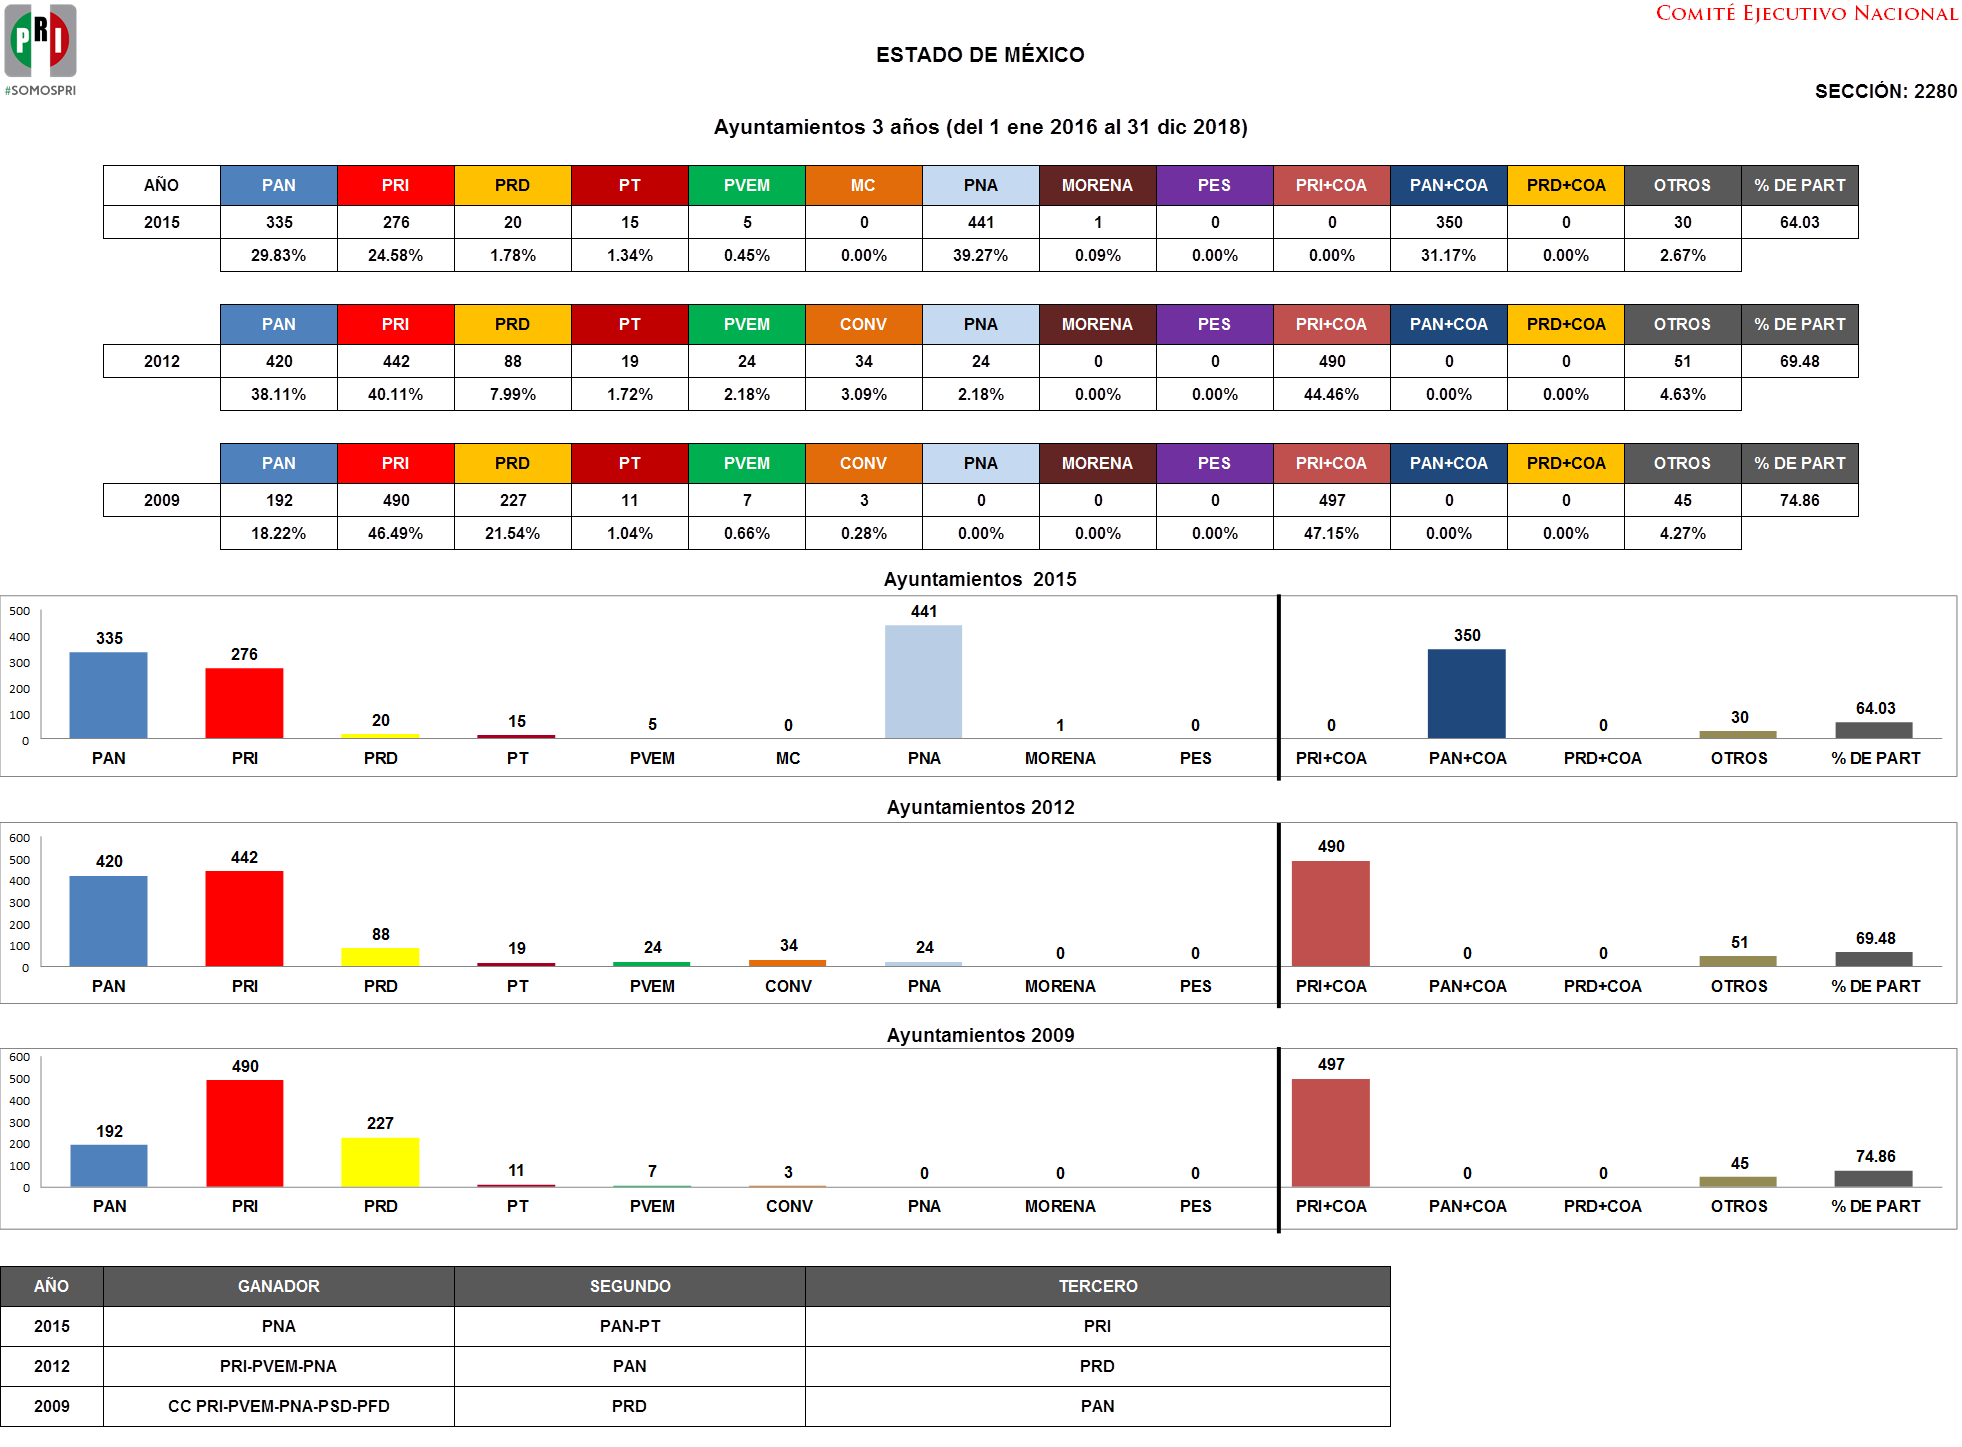 PRI
#SOMOSPRI
COMITÉ EJECUTIVO NACIONAL
ESTADO DE MÉXICO
SECCIÓN: 2280
Ayuntamientos 3 años (del 1 ene 2016 al 31 dic 2018)
AÑO PAN PRI PRD PT PVEM MC PNA MORENA PES PRI+COA PAN+COA PRD+COA OTROS % DE PART
2015 335 276 20 15 5 0 441 1 0 0 350 0 30 64.03
29.83% 24.58% 1.78% 1.34% 0.45% 0.00% 39.27% 0.09% 0.00% 0.00% 31.17% 0.00% 2.67%
PAN PRI PRD PT PVEM CONV PNA MORENA PES PRI+COA PAN+COA PRD+COA OTROS % DE PART
2012 420 442 88 19 24 34 24 0 0 490 0 0 51 69.48
38.11% 40.11% 7.99% 1.72% 2.18% 3.09% 2.18% 0.00% 0.00% 44.46% 0.00% 0.00% 4.63%
PAN PRI PRD PT PVEM CONV PNA MORENA PES PRI+COA PAN+COA PRD+COA OTROS % DE PART
2009 192 490 227 11 7 3 0 0 0 497 0 0 45 74.86
18.22% 46.49% 21.54% 1.04% 0.66% 0.28% 0.00% 0.00% 0.00% 47.15% 0.00% 0.00% 4.27%
Ayuntamientos 2015
500
400
300
200
100
0
335 276 20 15 5 0 441 1 0 0 350 0 30 64.03
PAN PRI PRD PT PVEM MC PNA MORENA PES PRI+COA PAN+COA PRD+COA OTROS % DE PART
Ayuntamientos 2012
600
500
400
300
200
100
0
420 442 88 19 24 34 24 0 0 490 0 0 51 69.48
PAN PRI PRD PT PVEM CONV PNA MORENA PES PRI+COA PAN+COA PRD+COA OTROS % DE PART
Ayuntamientos 2009
600
500
400
300
200
100
0
192 490 227 11 7 3 0 0 0 497 0 0 45 74.86
PAN PRI PRD PT PVEM CONV PNA MORENA PES PRI+COA PAN+COA PRD+COA OTROS % DE PART
AÑO GANADOR SEGUNDO TERCERO
2015 PNA PAN-PT PRI
2012 PRI-PVEM-PNA PAN PRD
2009 CC PRI-PVEM-PNA-PSD-PFD PRD PAN